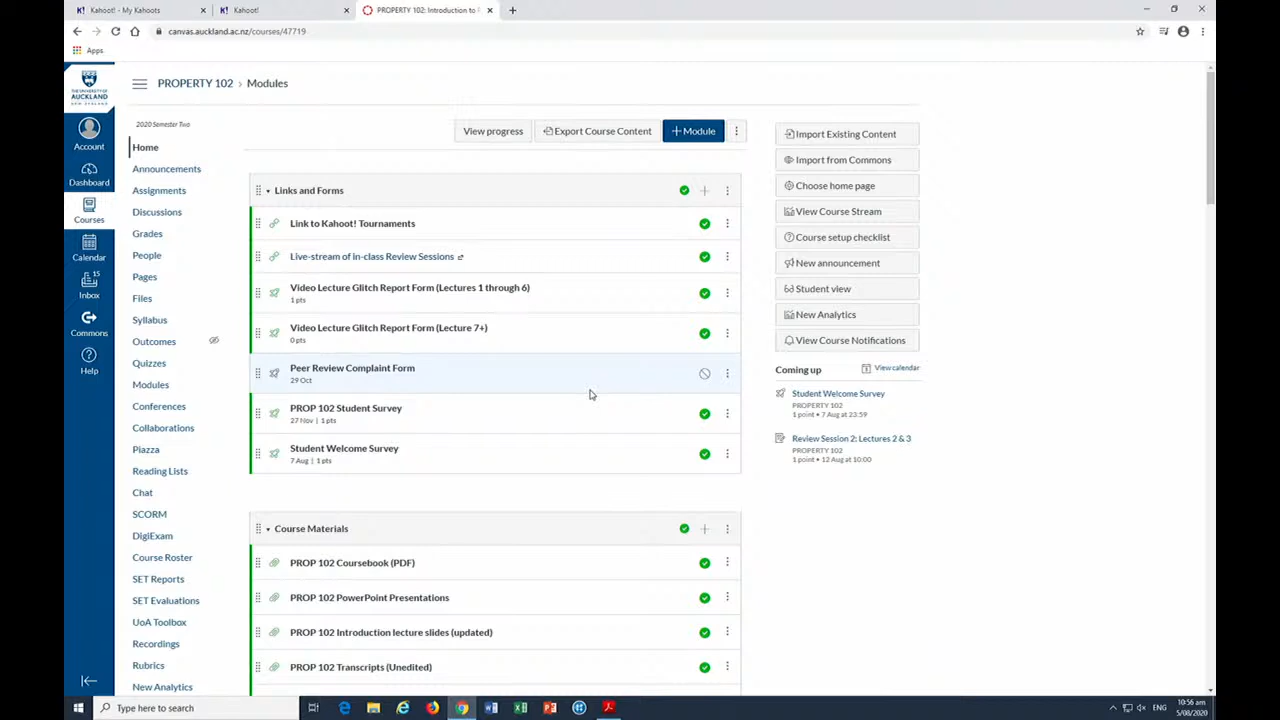 Kahoot! - My Kahoots
Kahoot!
PROPERTY 102: Introduction to P
canvas.auckland.ac.nz/courses/47719
Apps
THE UNIVERSITY OF
AUCKLAND
NEW ZEALAND
Account
Dashboard
Courses
Calendar
15
Inbox
Commons
Help
PROPERTY 102 › Modules
2020 Semester Two
Home
Announcements
Assignments
Discussions
Grades
People
Pages
Files
Syllabus
Outcomes
Quizzes
Modules
Conferences
Collaborations
Piazza
Reading Lists
Chat
SCORM
DigiExam
Course Roster
SET Reports
SET Evaluations
UoA Toolbox
Recordings
Rubrics
New Analytics
View progress
Export Course Content
+ Module
Links and Forms
Link to Kahoot! Tournaments
Live-stream of in-class Review Sessions
Video Lecture Glitch Report Form (Lectures 1 through 6)
1 pts
Video Lecture Glitch Report Form (Lecture 7+)
0 pts
Peer Review Complaint Form
29 Oct
PROP 102 Student Survey
27 Nov | 1 pts
Student Welcome Survey
7 Aug | 1 pts
Course Materials
PROP 102 Coursebook (PDF)
PROP 102 PowerPoint Presentations
PROP 102 Introduction lecture slides (updated)
PROP 102 Transcripts (Unedited)
Import Existing Content
Import from Commons
Choose home page
View Course Stream
Course setup checklist
New announcement
Student view
New Analytics
View Course Notifications
Coming up
View calendar
Student Welcome Survey
PROPERTY 102
1 point • 7 Aug at 23:59
Review Session 2: Lectures 2 & 3
PROPERTY 102
1 point • 12 Aug at 10:00
Type here to search
ENG
10:56 am
5/08/2020